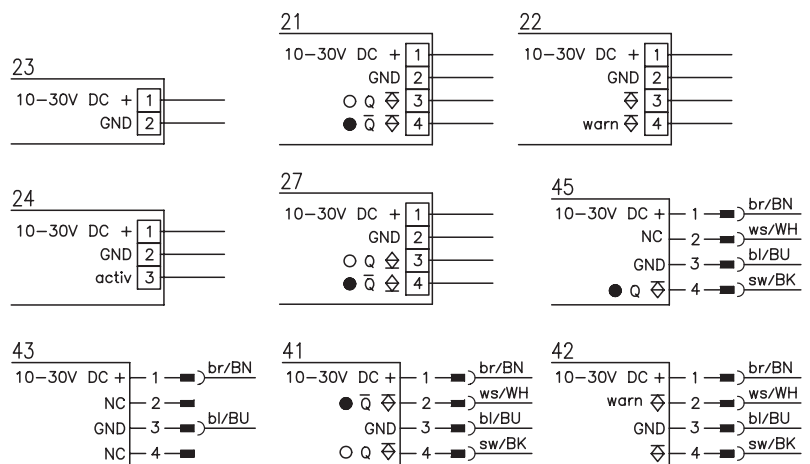 23
10–30V DC + 1
GND 2
21
10–30V DC + 1
GND 2
Q 3
Q̅ 4
22
10–30V DC + 1
GND 2
3
warn 4
24
10–30V DC + 1
GND 2
activ 3
27
10–30V DC + 1
GND 2
Q 3
Q̅ 4
45
10–30V DC + 1 br/BN
NC 2 ws/WH
GND 3 bl/BU
Q 4 sw/BK
43
10–30V DC + 1 br/BN
NC 2
GND 3 bl/BU
NC 4
41
10–30V DC + 1 br/BN
Q̅ 2 ws/WH
GND 3 bl/BU
Q 4 sw/BK
42
10–30V DC + 1 br/BN
warn 2 ws/WH
GND 3 bl/BU
4 sw/BK